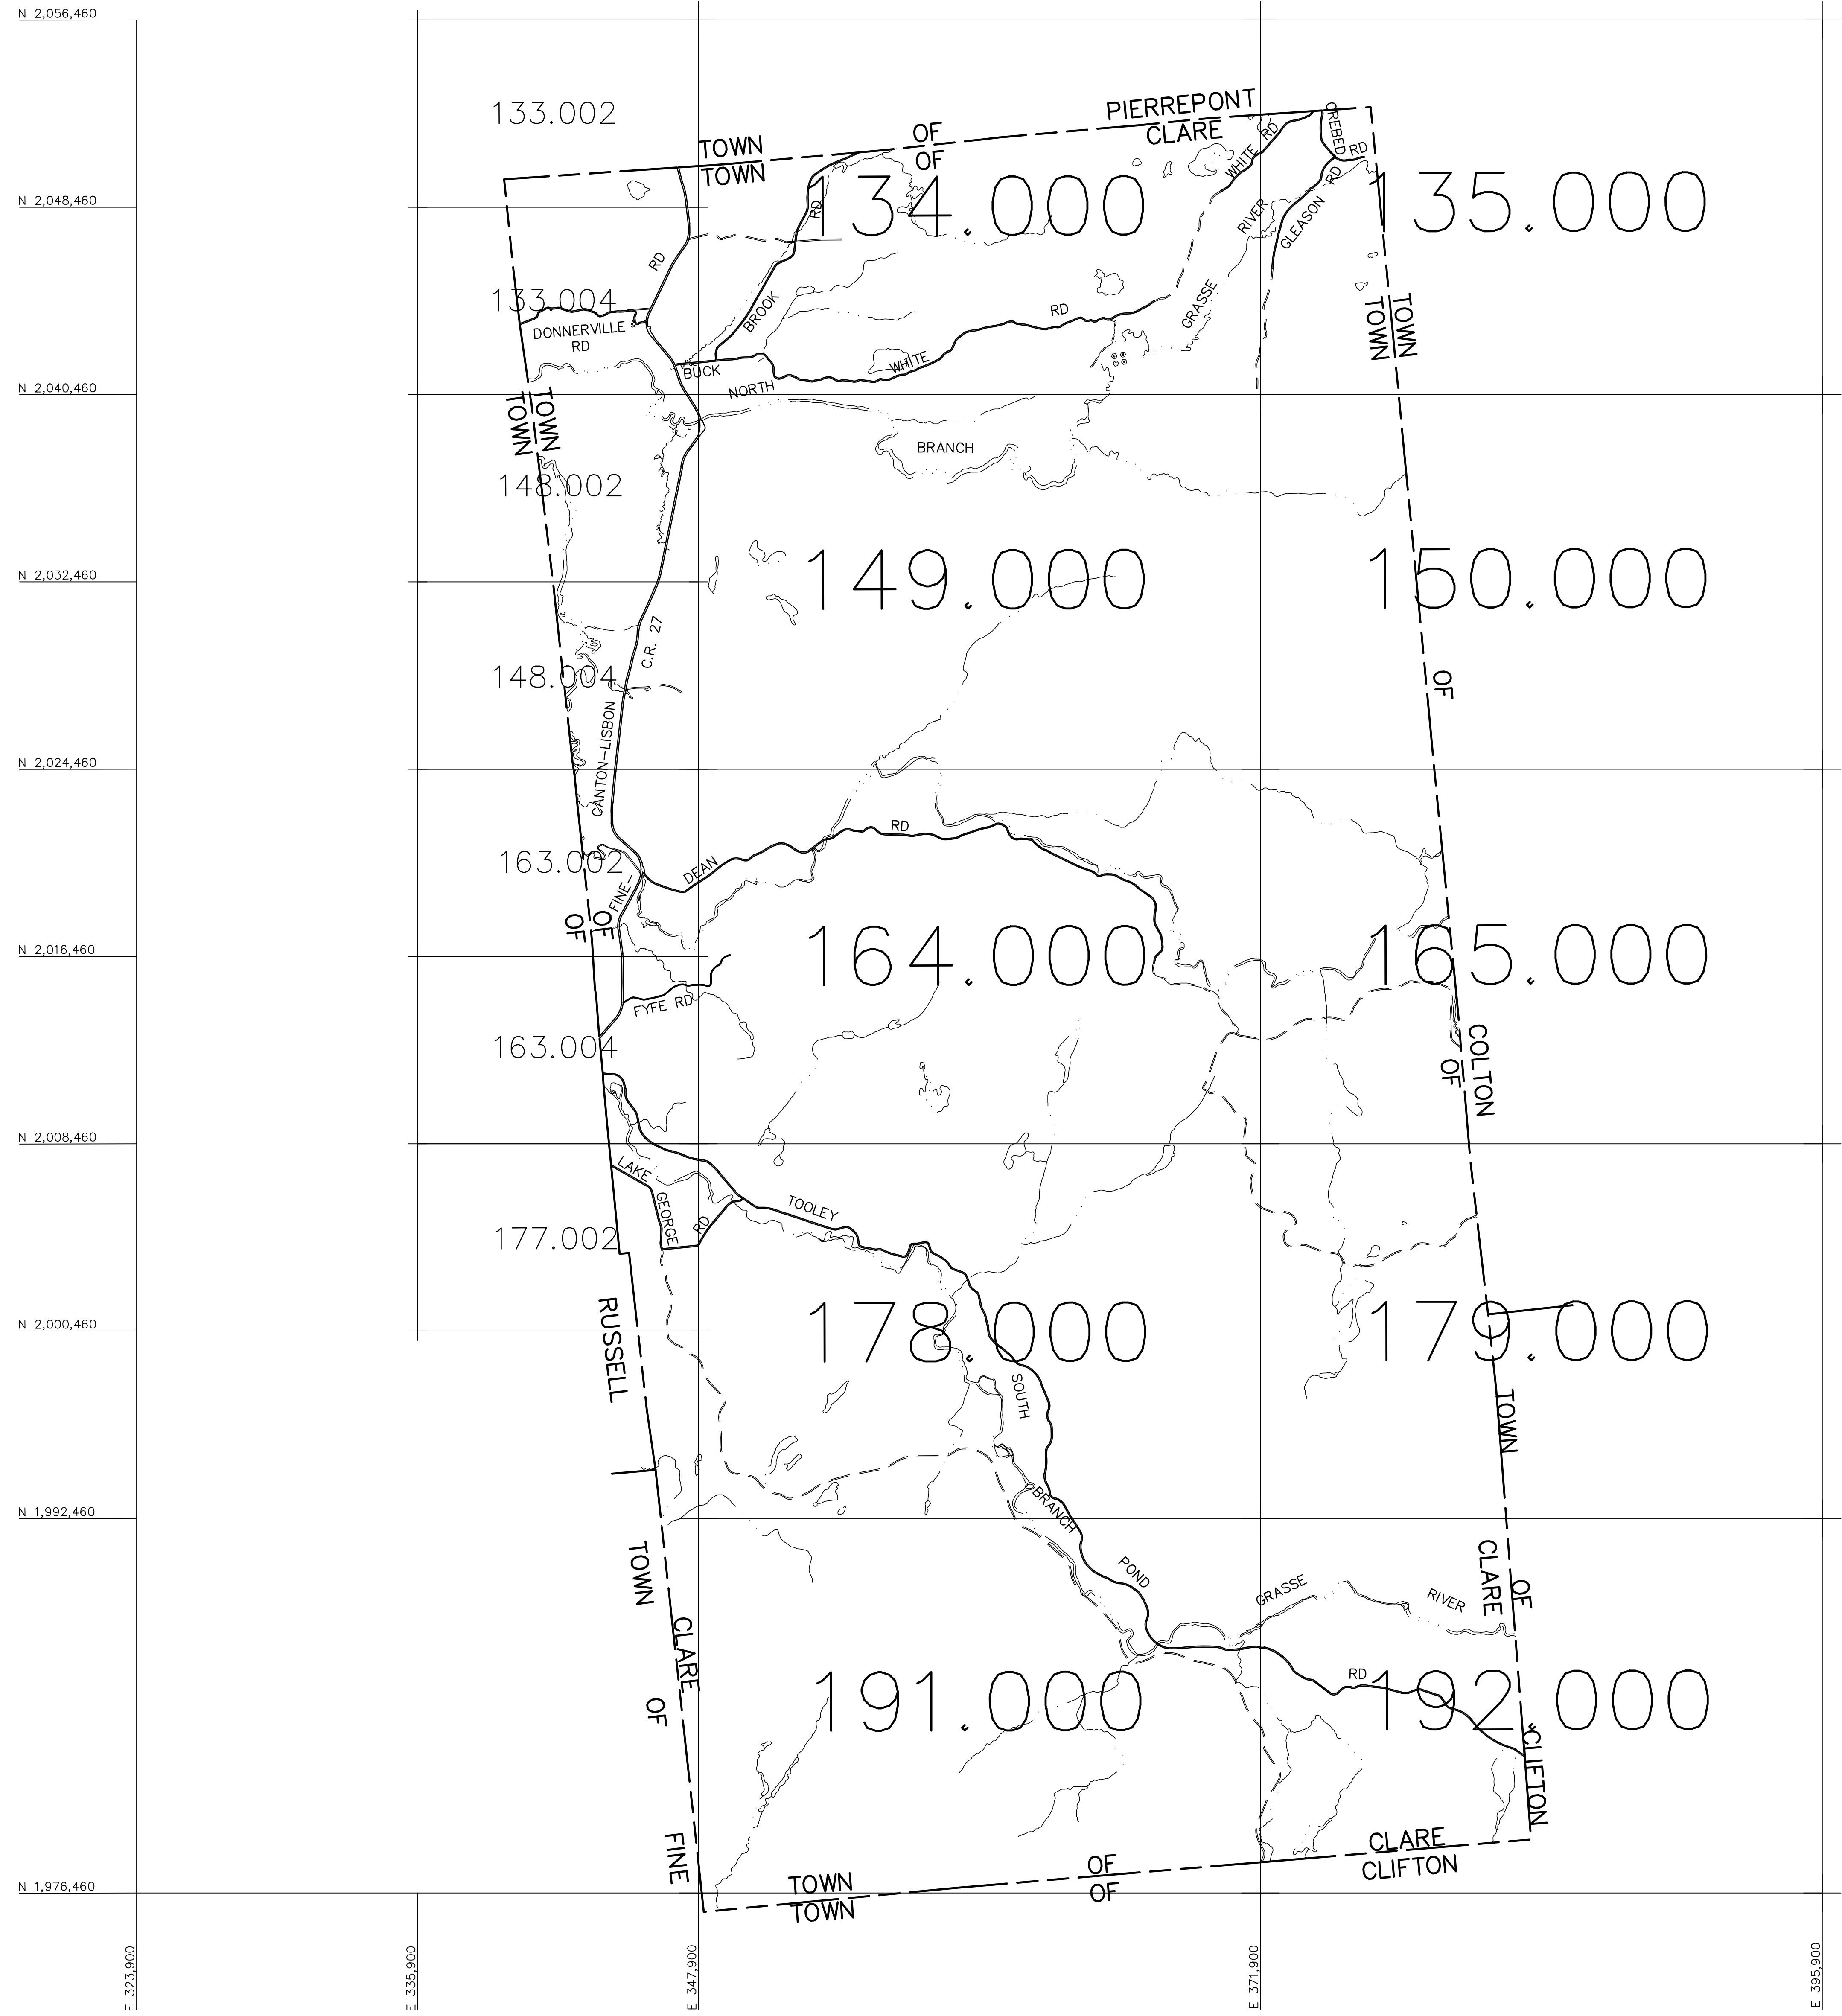 N 2,056,460
133.002
PIERREPONT
CLARE
TOWN
OF
OF
TOWN
OREBED
RD
WHITE
RD
134.000
135.000
N 2,048,460
RD
RD
RIVER
GLEASON
RD
133.004
DONNERVILLE
RD
BROOK
RD
GRASSE
TOWN
TOWN
BUCK
WHITE
NORTH
N 2,040,460
TOWN
TOWN
BRANCH
148.002
149.000
150.000
N 2,032,460
C.R. 27
148.004
OF
CANTON-LISBON
N 2,024,460
RD
DEAN
163.002
FINE-
OF
OF
164.000
165.000
N 2,016,460
FYFE RD
163.004
COLTON
OF
N 2,008,460
LAKE
GEORGE
RD
TOOLEY
177.002
RUSSELL
178.000
179.000
N 2,000,460
SOUTH
TOWN
N 1,992,460
BRANCH
TOWN
POND
GRASSE
RIVER
CLARE
OF
CLARE
OF
RD
191.000
192.000
CLIFTON
FINE
CLARE
CLIFTON
TOWN
OF
OF
TOWN
N 1,976,460
E 323,900
E 335,900
E 347,900
E 371,900
E 395,900